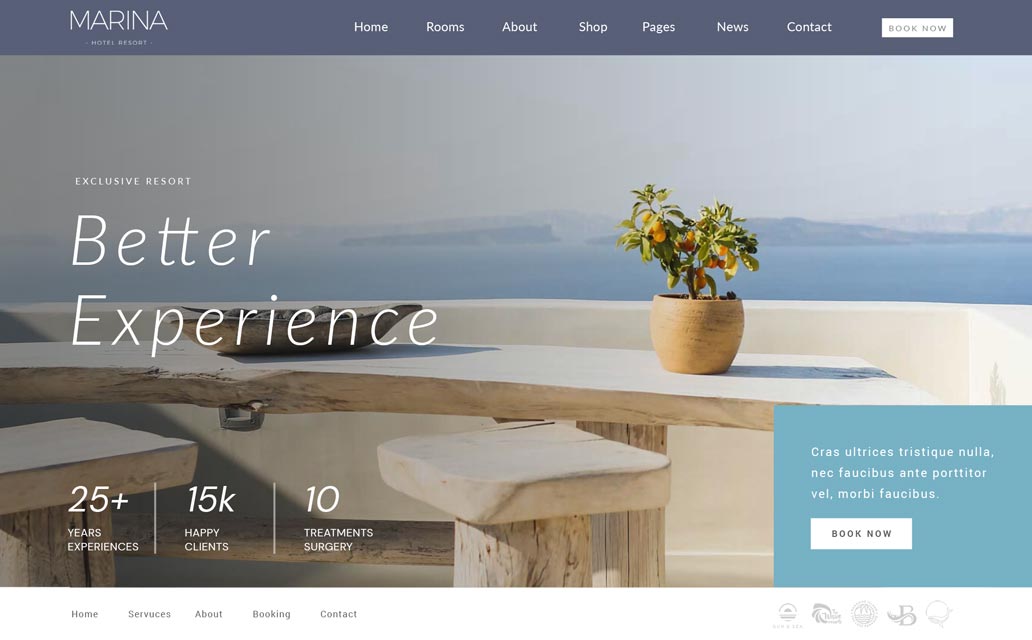 MARINA
- HOTEL RESORT -
Home Rooms About Shop Pages News Contact
BOOK NOW
EXCLUSIVE RESORT
Better
Experience
25+ 15k 10
YEARS HAPPY TREATMENTS
EXPERIENCES CLIENTS SURGERY
Cras ultrices tristique nulla,
nec faucibus ante porttitor
vel, morbi faucibus.
BOOK NOW
Home Servuces About Booking Contact
SUN & SEA